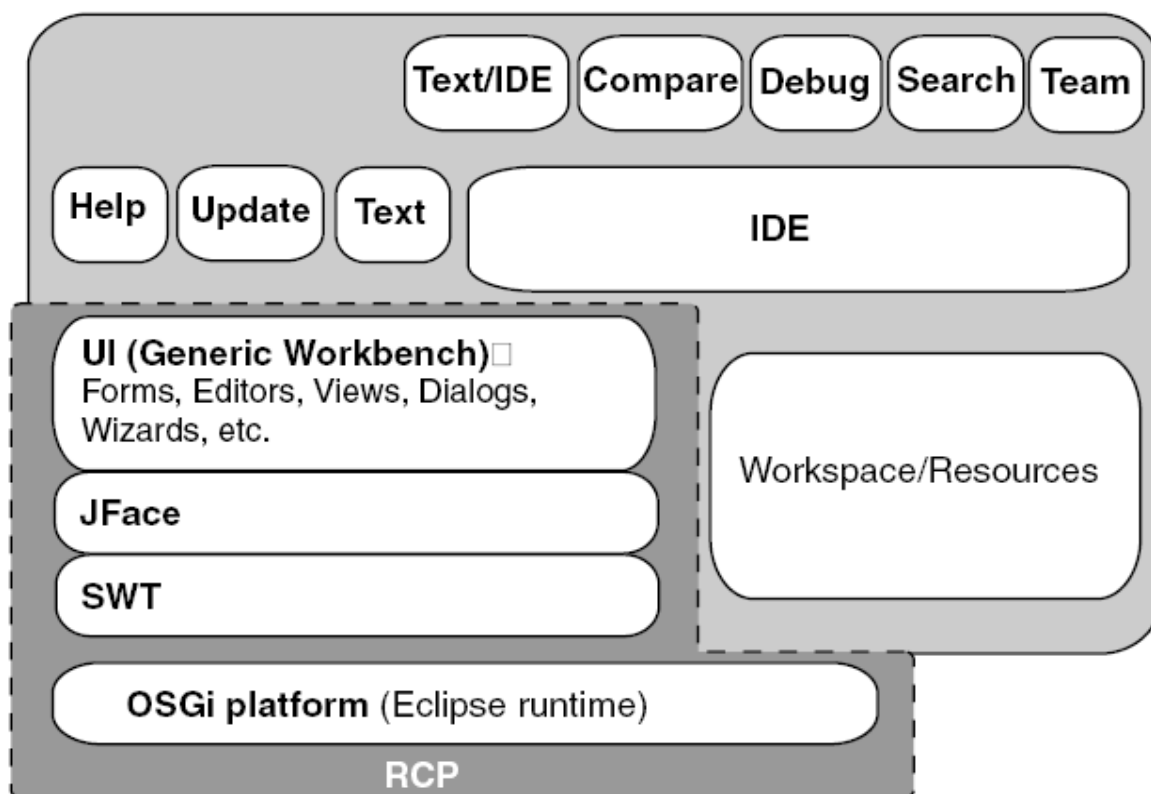 Text/IDE
Compare
Debug
Search
Team
Help
Update
Text
IDE
UI (Generic Workbench)□
Forms, Editors, Views, Dialogs,
Wizards, etc.
JFace
SWT
Workspace/Resources
OSGi platform (Eclipse runtime)
RCP